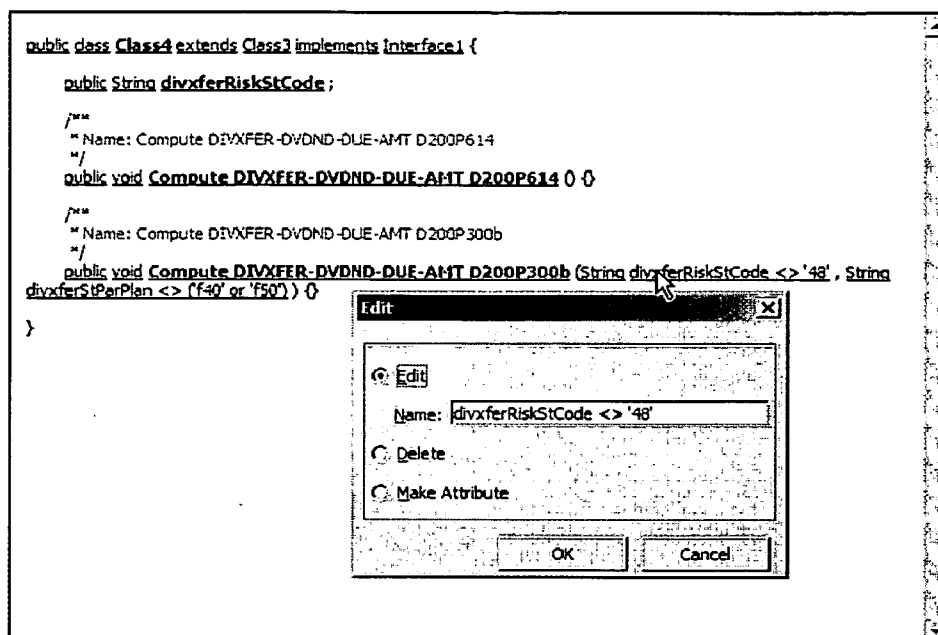 public class Class4 extends Class3 implements Interface1 {
public String divxferRiskStCode ;
/**
* Name: Compute DIVXFER-DVDND-DUE-AMT D200P614
*/
public void Compute DIVXFER-DVDND-DUE-AMT D200P614 () {}
/**
* Name: Compute DIVXFER-DVDND-DUE-AMT D200P300b
*/
public void Compute DIVXFER-DVDND-DUE-AMT D200P300b (String divxferRiskStCode <> '48' , String
divxferStParPlan <> ('f40' or 'f50') ) {}
}
Edit
Edit
Name: divxferRiskStCode <> '48'
Delete
Make Attribute
OK Cancel